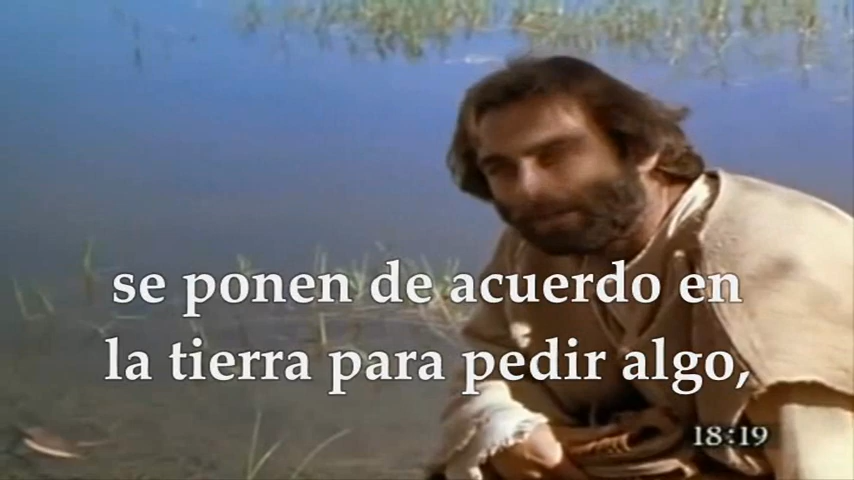 se ponen de acuerdo en
la tierra para pedir algo,
18:19